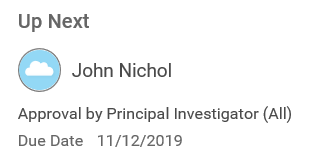 Up Next
John Nichol
Approval by Principal Investigator (All)
Due Date 11/12/2019